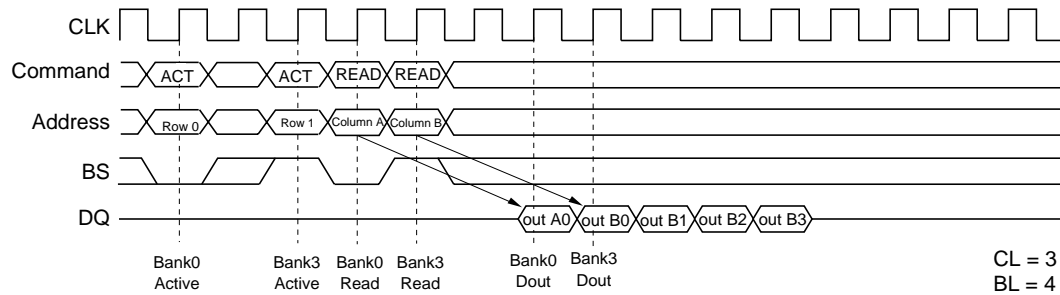 CLK
Command ACT ACT READ READ
Address Row 0 Row 1 Column A Column B
BS
DQ out A0 out B0 out B1 out B2 out B3
Bank0 Bank3 Bank0 Bank3 Bank0 Bank3
Active Active Read Read Dout Dout
CL = 3
BL = 4